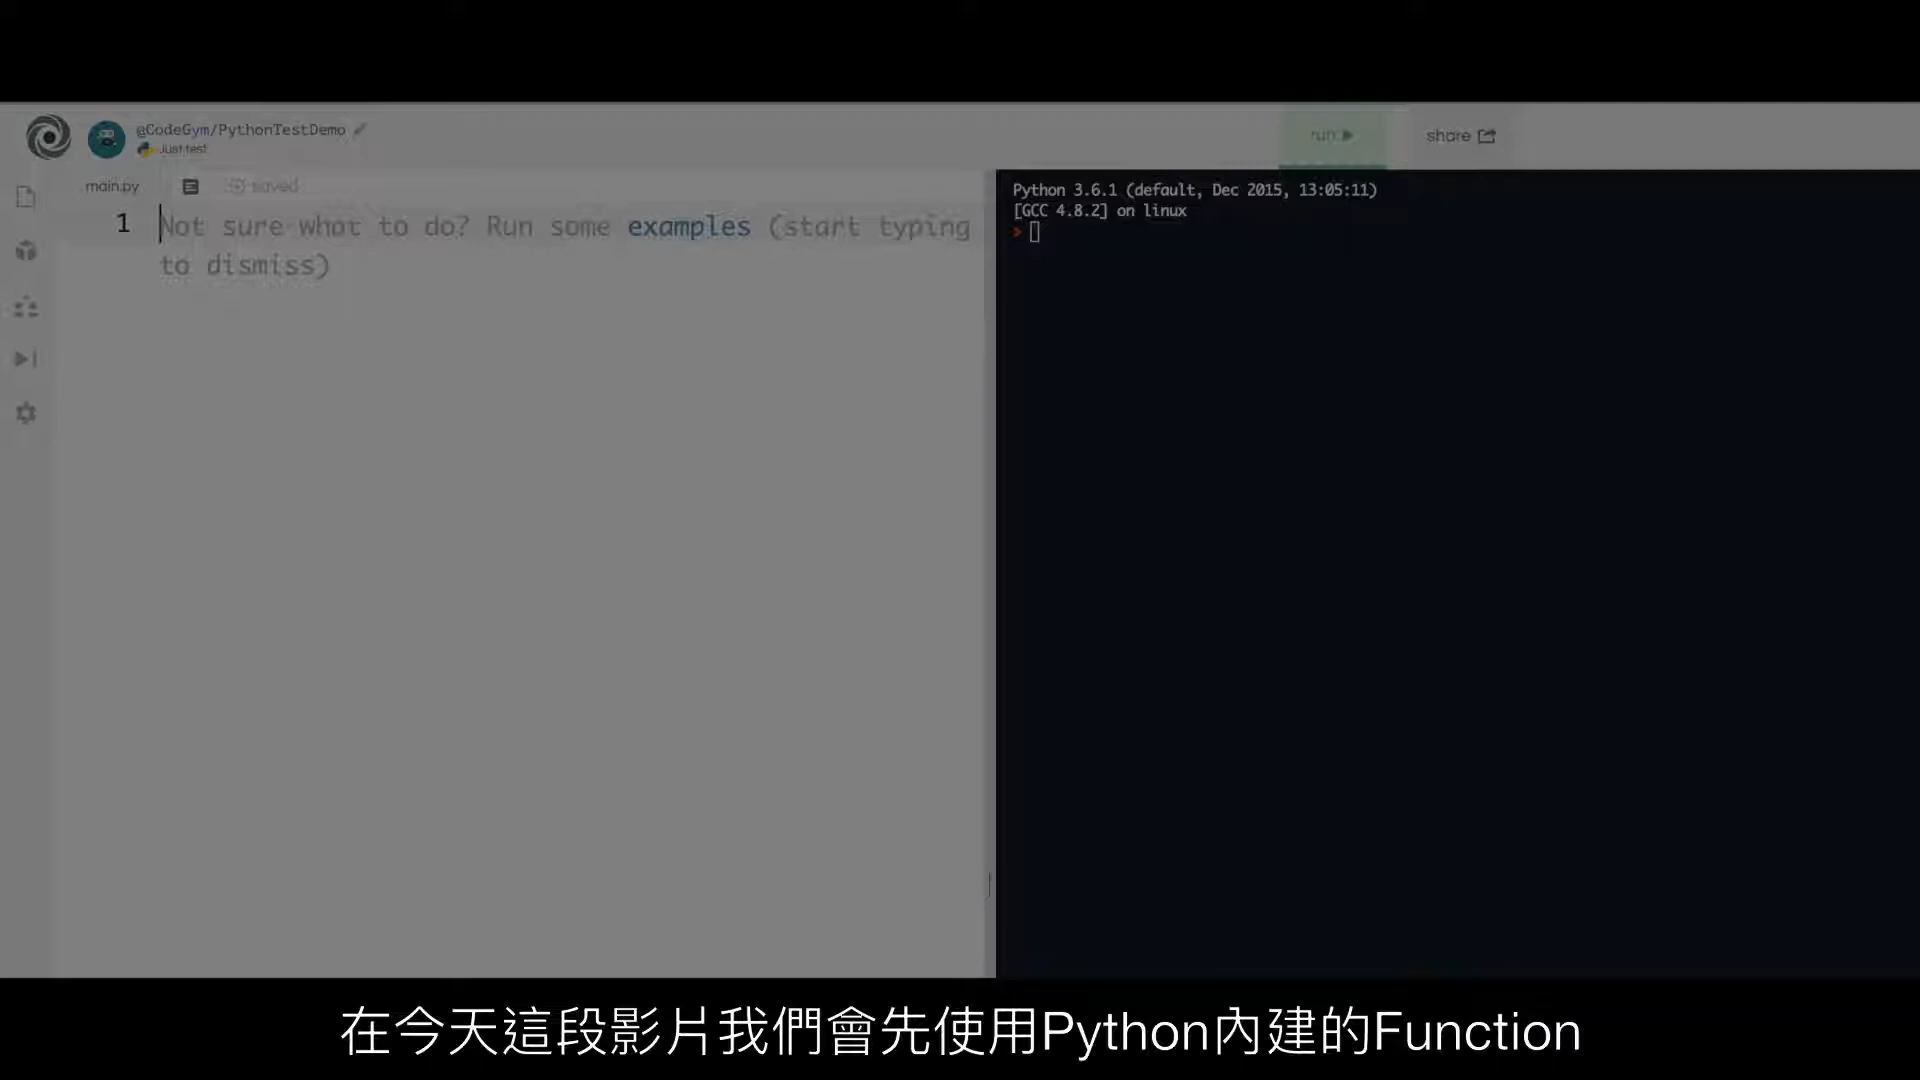 @CodeGym/PythonTestDemo
Just test
run
share
main.py
saved
1
Not sure what to do? Run some examples (start typing
to dismiss)
Python 3.6.1 (default, Dec 2015, 13:05:11)
[GCC 4.8.2] on linux
>
在今天這段影片我們會先使用Python內建的Function